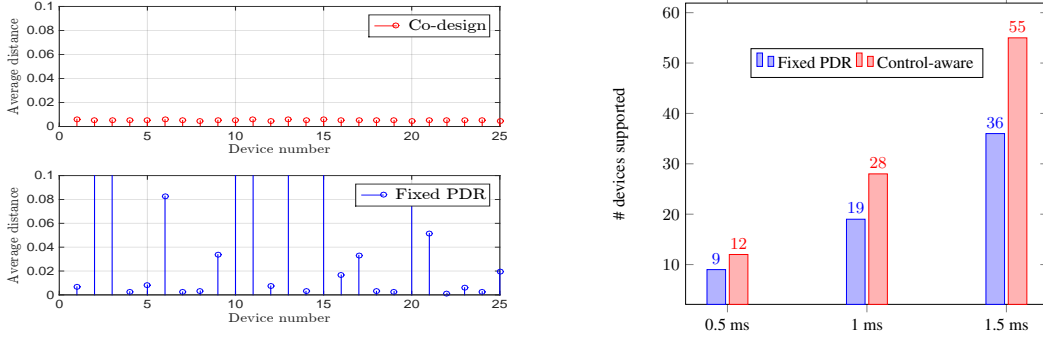 0.1
0.08
0.06
0.04
0.02
0
Average distance
Co-design
0 5 10 15 20 25
Device number
0.1
0.08
0.06
0.04
0.02
0
Average distance
Fixed PDR
0 5 10 15 20 25
Device number
60
50
40
30
20
10
# devices supported
Fixed PDR Control-aware
9 12
19 28
36 55
0.5 ms 1 ms 1.5 ms